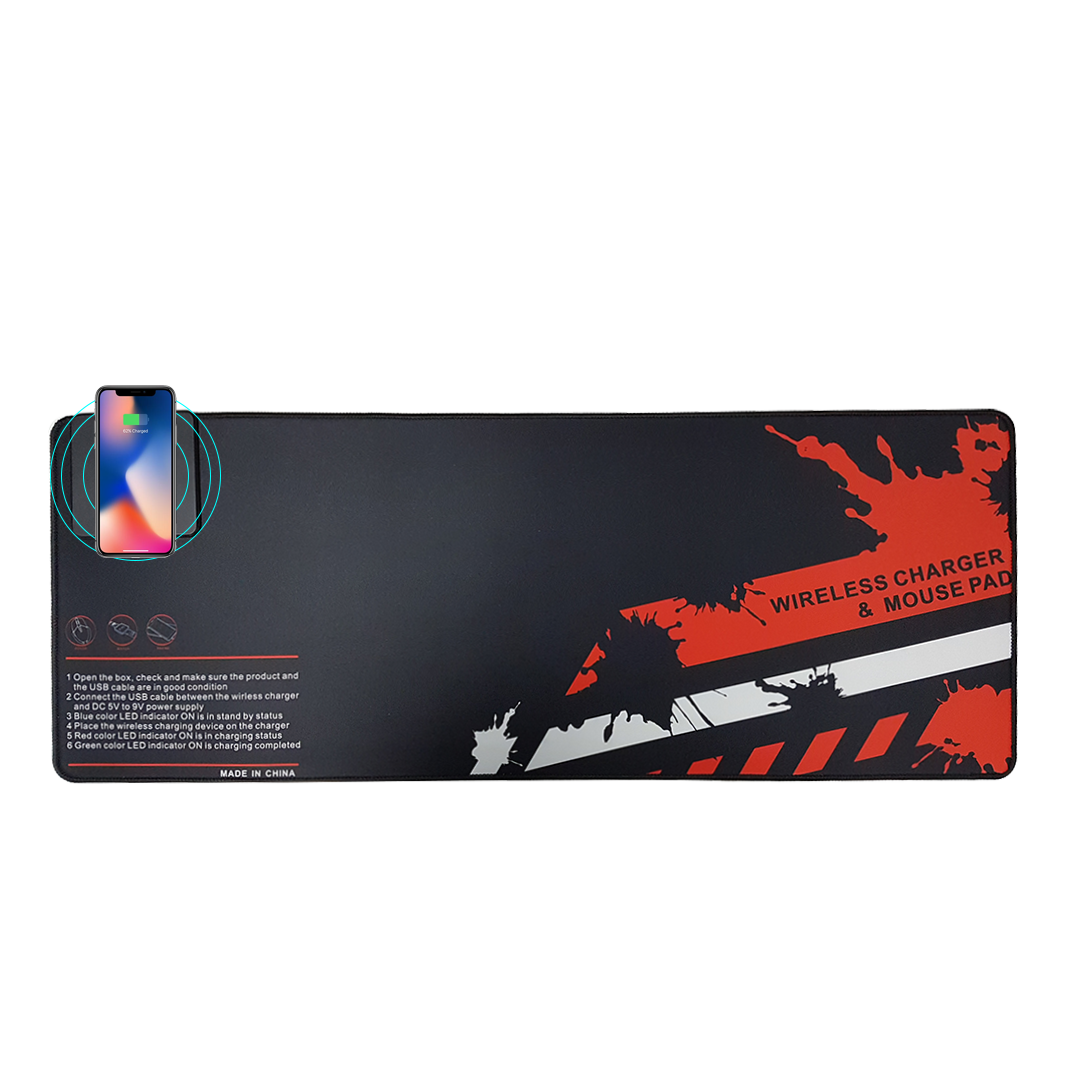 80% Charged
WIRELESS CHARGER
& MOUSE PAD
1 Open the box, check and make sure the product and
the USB cable are in good condition
2 Connect the USB cable between the wirless charger
and DC 5V to 9V power supply
3 Blue color LED indicator ON is in stand by status
4 Place the wireless charging device on the charger
5 Red color LED indicator ON is in charging status
6 Green color LED indicator ON is charging completed
MADE IN CHINA